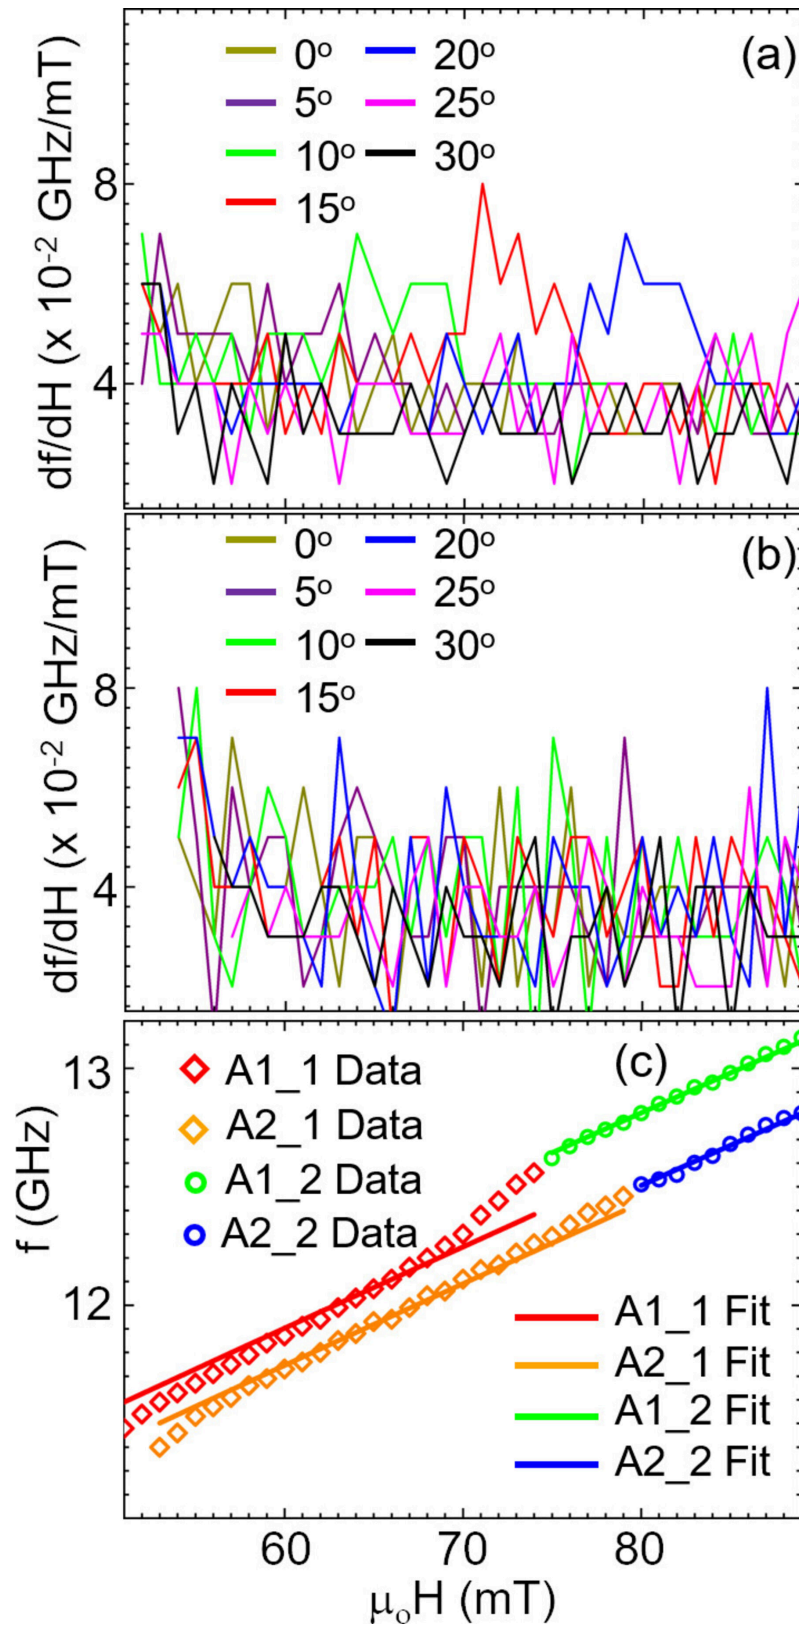 (a)
0º 20º
5º 25º
10º 30º
15º
8
4
df/dH (x 10⁻² GHz/mT)
(b)
0º 20º
5º 25º
10º 30º
15º
8
4
df/dH (x 10⁻² GHz/mT)
(c)
A1_1 Data
A2_1 Data
A1_2 Data
A2_2 Data
13
12
f (GHz)
A1_1 Fit
A2_1 Fit
A1_2 Fit
A2_2 Fit
60 70 80
μₒH (mT)